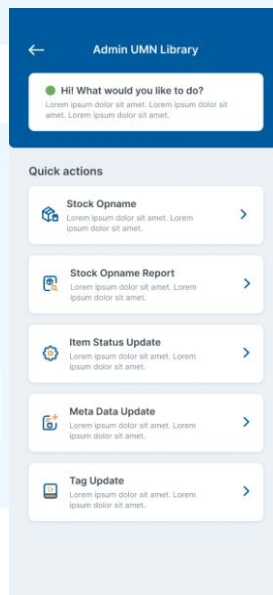 Admin UMN Library
Hi! What would you like to do?
Lorem ipsum dolor sit amet. Lorem ipsum dolor sit
amet. Lorem ipsum dolor sit amet.
Quick actions
Stock Opname
Lorem ipsum dolor sit amet. Lorem
ipsum dolor sit amet.
Stock Opname Report
Lorem ipsum dolor sit amet. Lorem
ipsum dolor sit amet.
Item Status Update
Lorem ipsum dolor sit amet. Lorem
ipsum dolor sit amet.
Meta Data Update
Lorem ipsum dolor sit amet. Lorem
ipsum dolor sit amet.
Tag Update
Lorem ipsum dolor sit amet. Lorem
ipsum dolor sit amet.